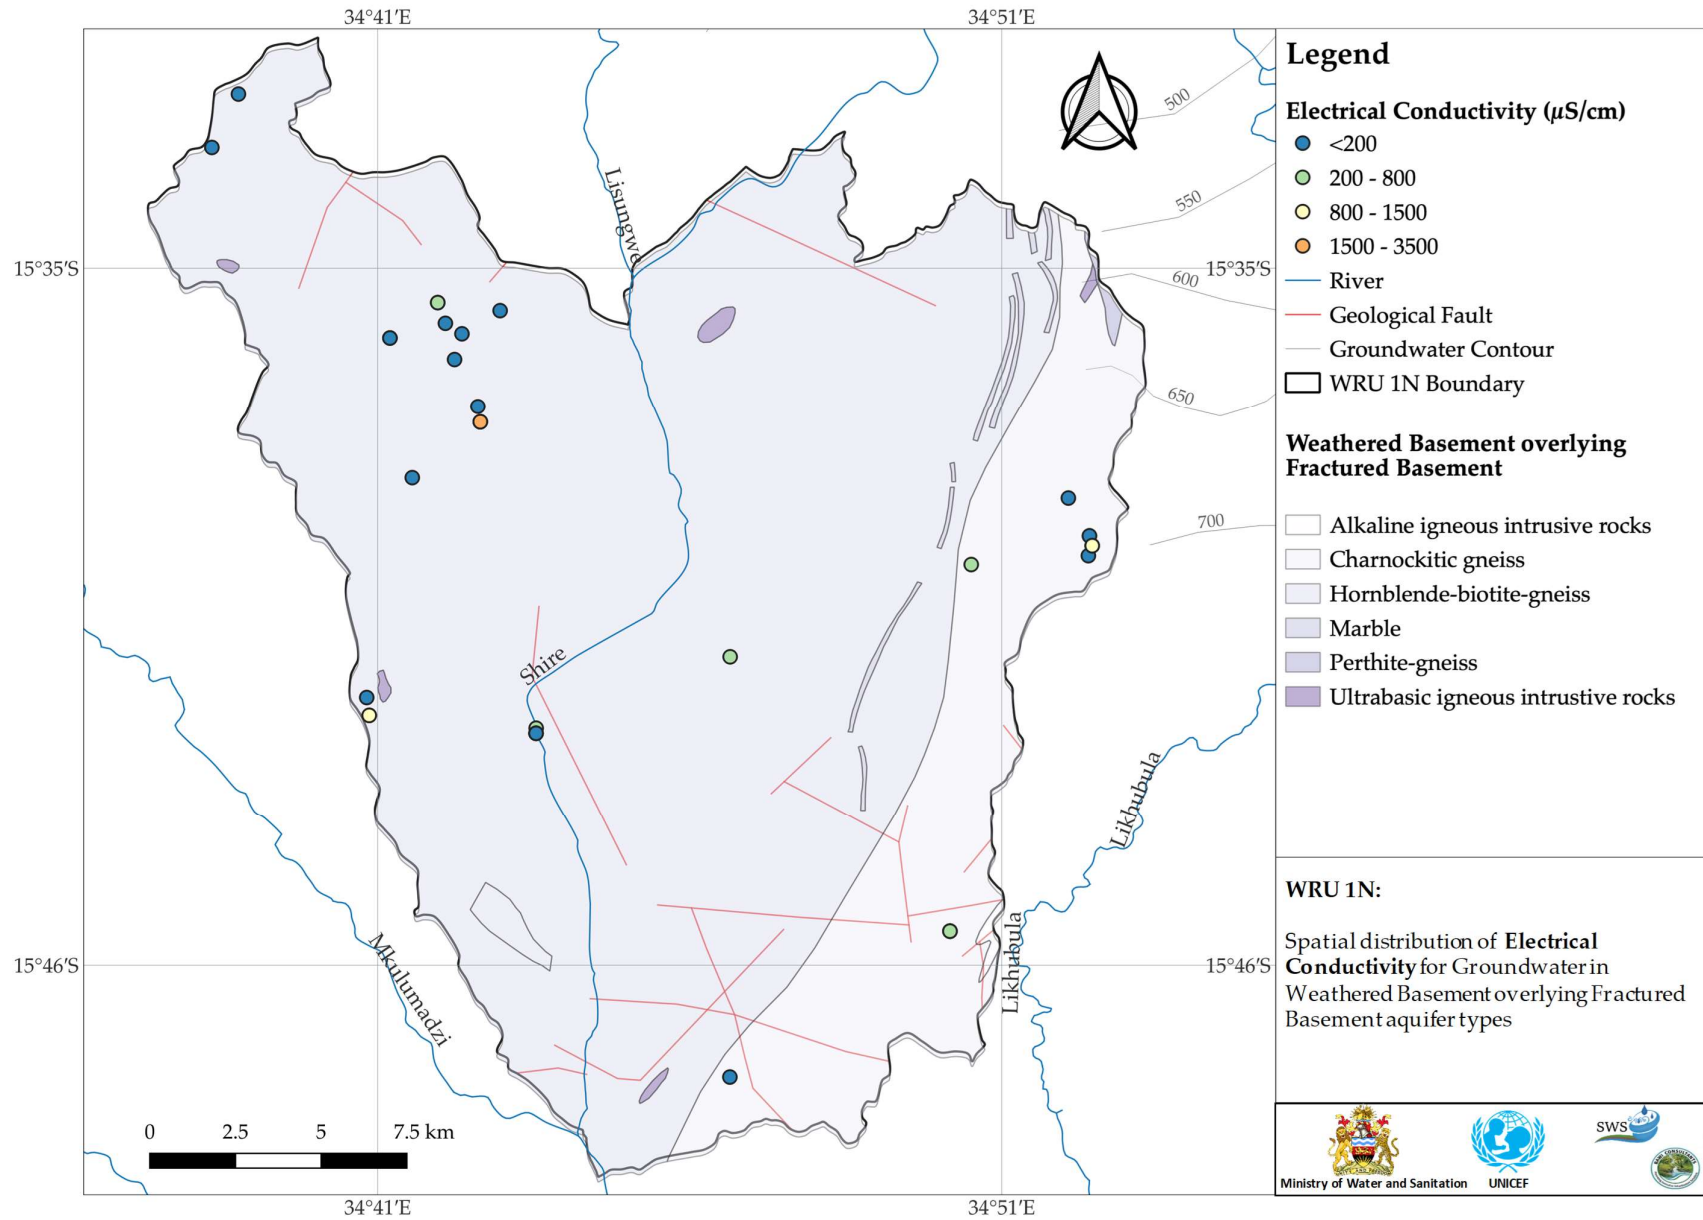 34°41′E
34°51′E
500
550
15°35′S
15°35′S
600
650
700
Lisungwe
Shire
Likhubula
Likhubula
Mkulumadzi
15°46′S
15°46′S
0 2.5 5 7.5 km
34°41′E
34°51′E
Legend
Electrical Conductivity (μS/cm)
<200
200 - 800
800 - 1500
1500 - 3500
River
Geological Fault
Groundwater Contour
WRU 1N Boundary
Weathered Basement overlying
Fractured Basement
Alkaline igneous intrusive rocks
Charnockitic gneiss
Hornblende-biotite-gneiss
Marble
Perthite-gneiss
Ultrabasic igneous intrustive rocks
WRU 1N:
Spatial distribution of Electrical
Conductivity for Groundwater in
Weathered Basement overlying Fractured
Basement aquifer types
Ministry of Water and Sanitation
UNICEF
SWS